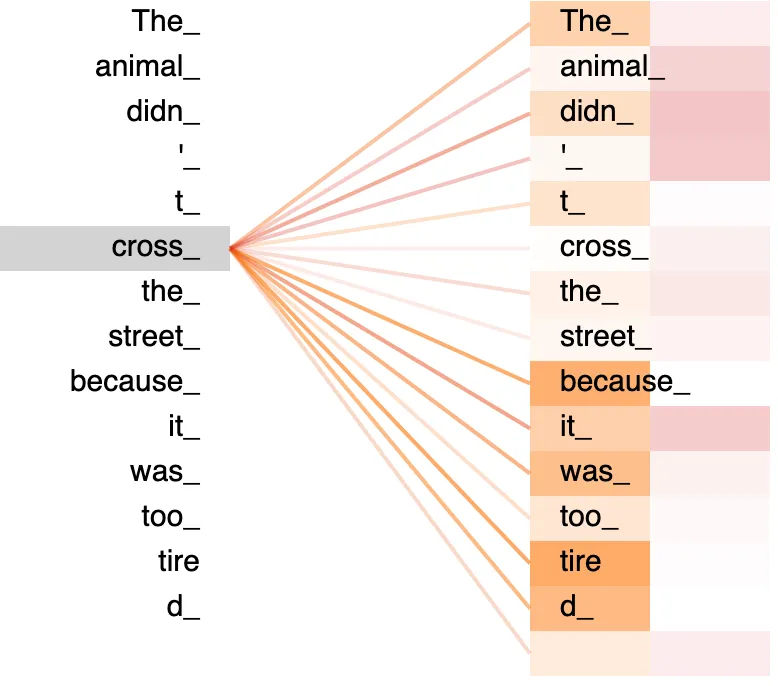 The_ The_
animal_ animal_
didn_ didn_
'_ '_
t_ t_
cross_ cross_
the_ the_
street_ street_
because_ because_
it_ it_
was_ was_
too_ too_
tire tire
d_ d_